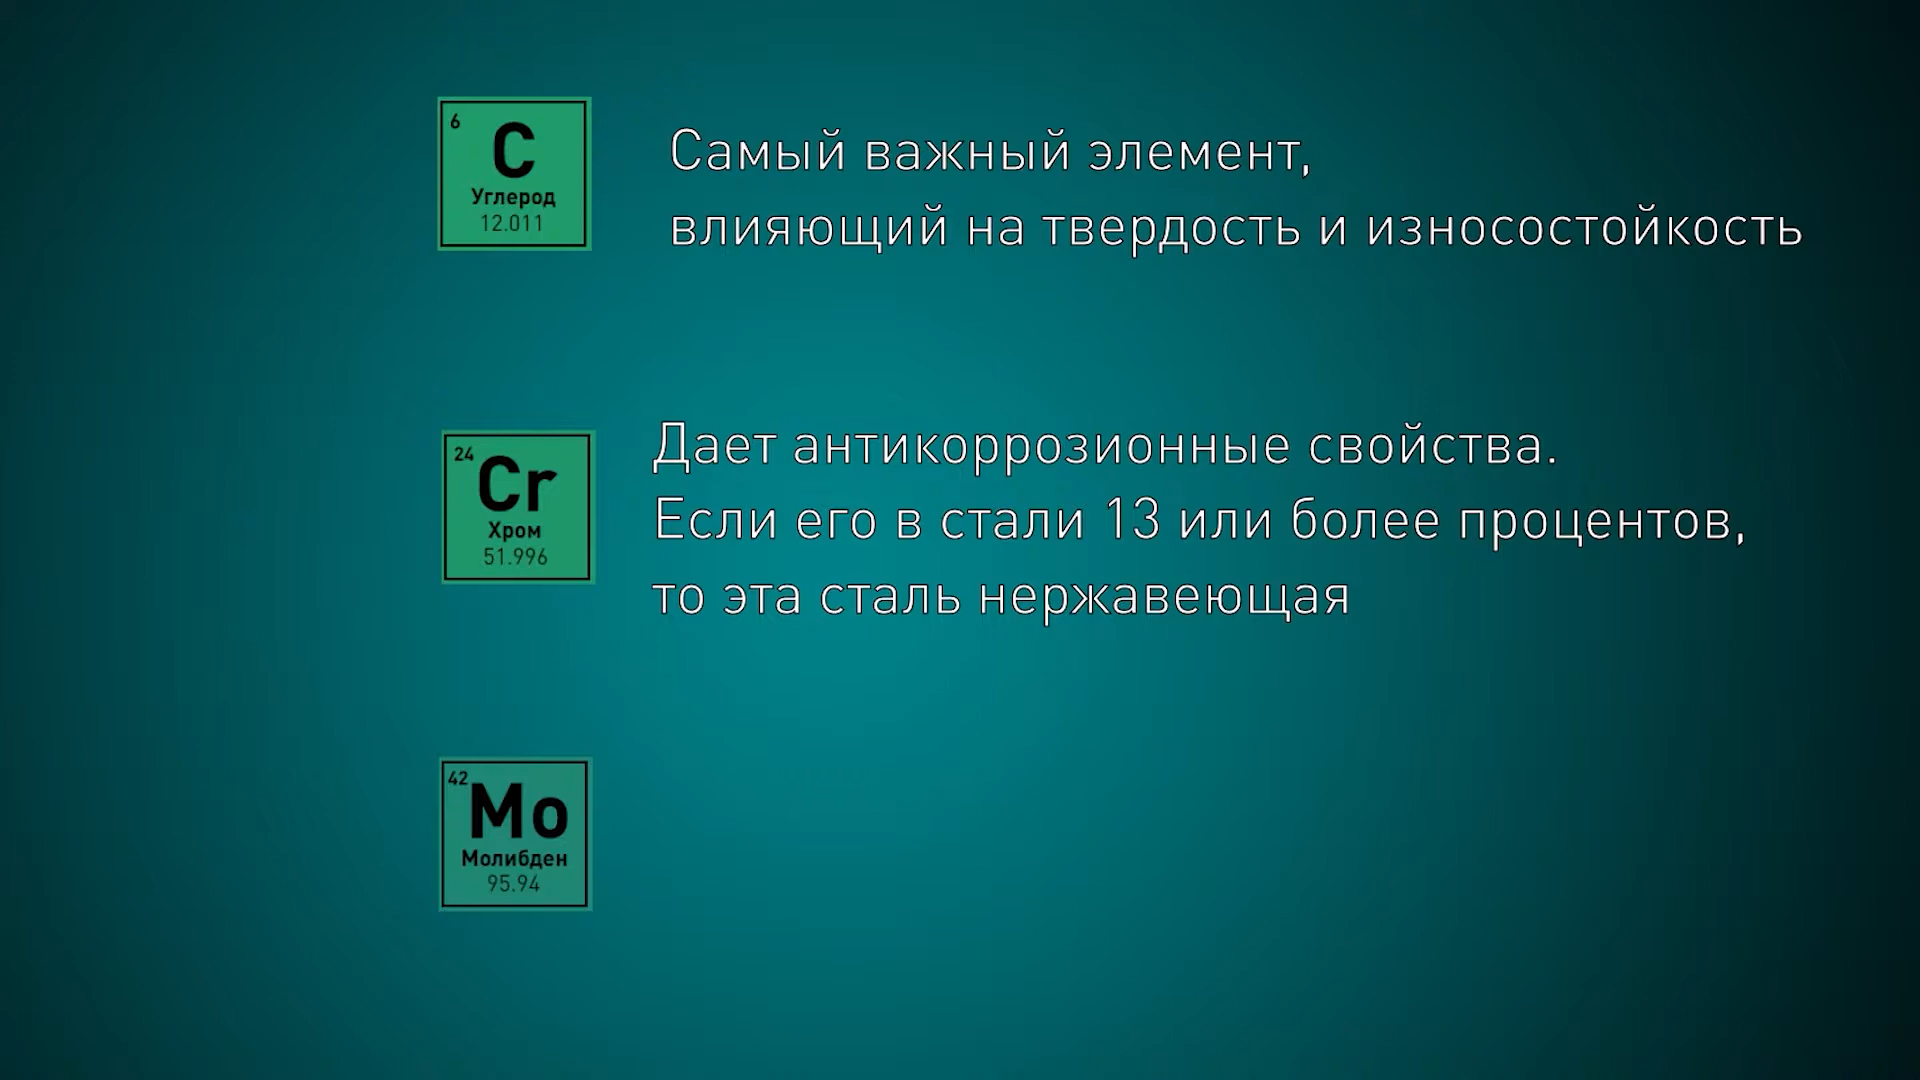 6
C
Углерод
12.011
Самый важный элемент,
влияющий на твердость и износостойкость
24
Cr
Хром
51.996
Дает антикоррозионные свойства.
Если его в стали 13 или более процентов,
то эта сталь нержавеющая
42
Mo
Молибден
95.94